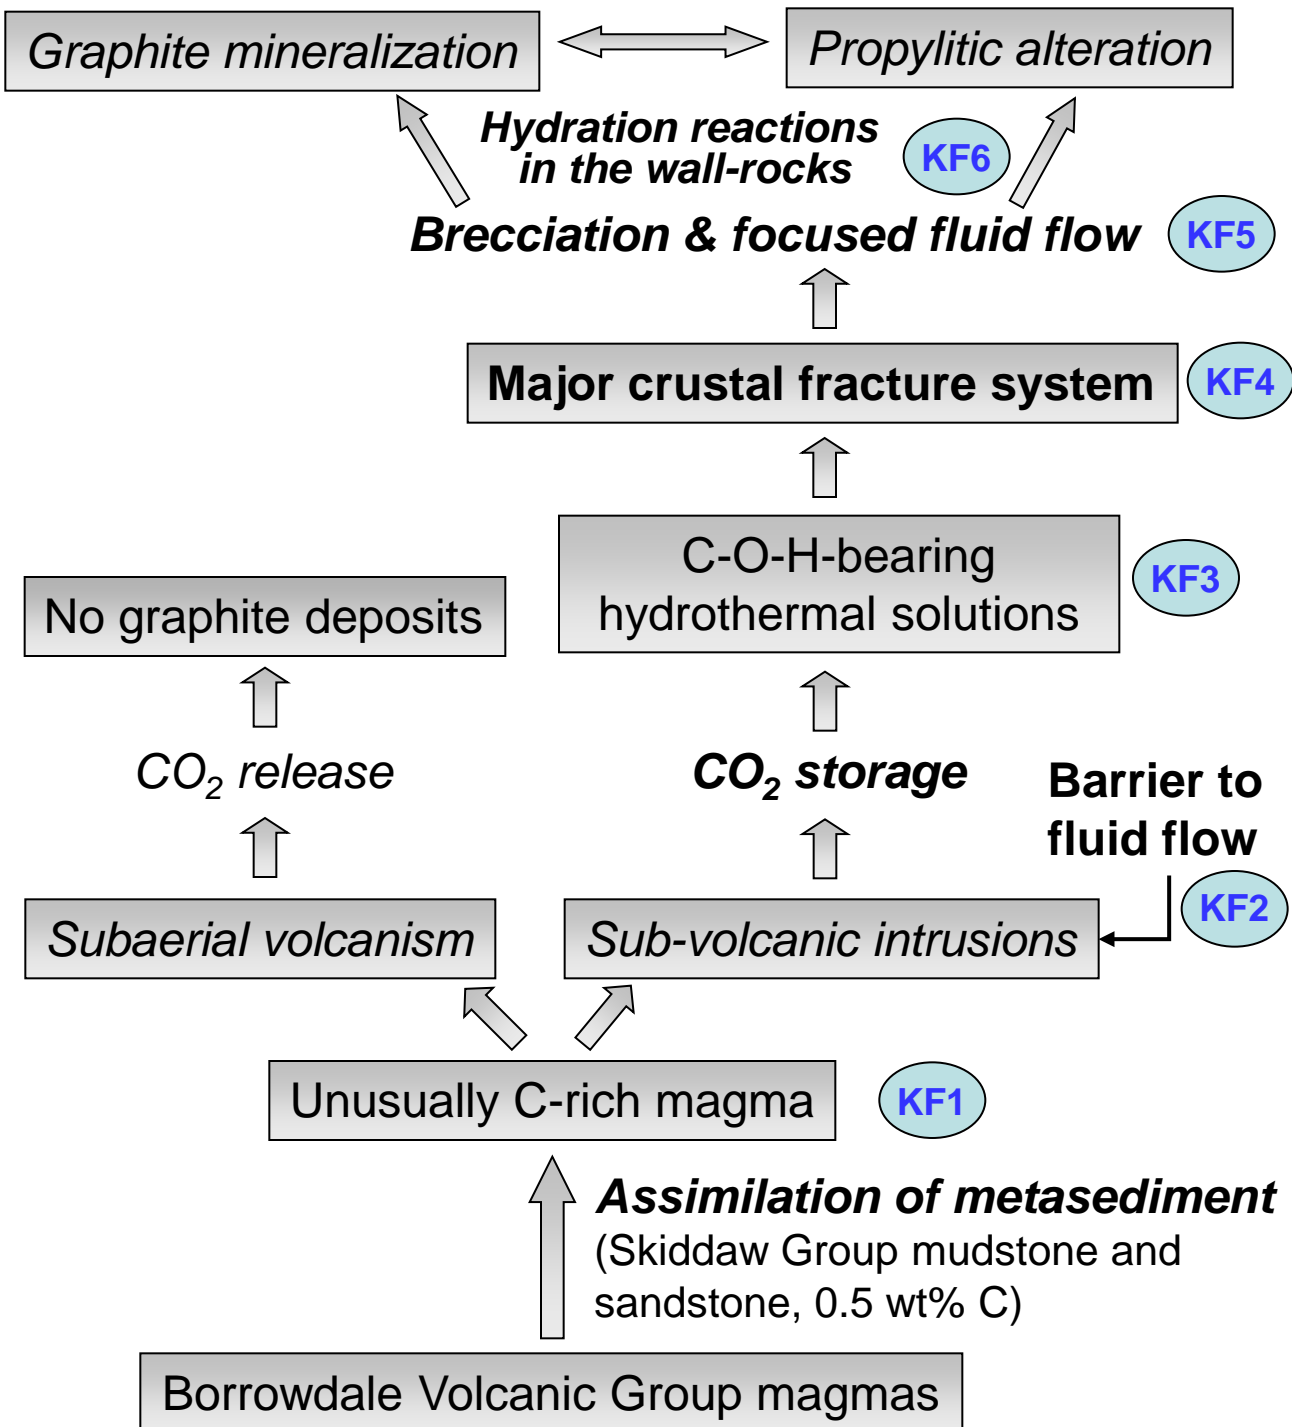 Graphite mineralization
Propylitic alteration
Hydration reactions
in the wall-rocks
KF6
Brecciation & focused fluid flow
KF5
Major crustal fracture system
KF4
C-O-H-bearing
hydrothermal solutions
KF3
No graphite deposits
CO₂ release
CO₂ storage
Barrier to
fluid flow
KF2
Subaerial volcanism
Sub-volcanic intrusions
Unusually C-rich magma
KF1
Assimilation of metasediment
(Skiddaw Group mudstone and
sandstone, 0.5 wt% C)
Borrowdale Volcanic Group magmas